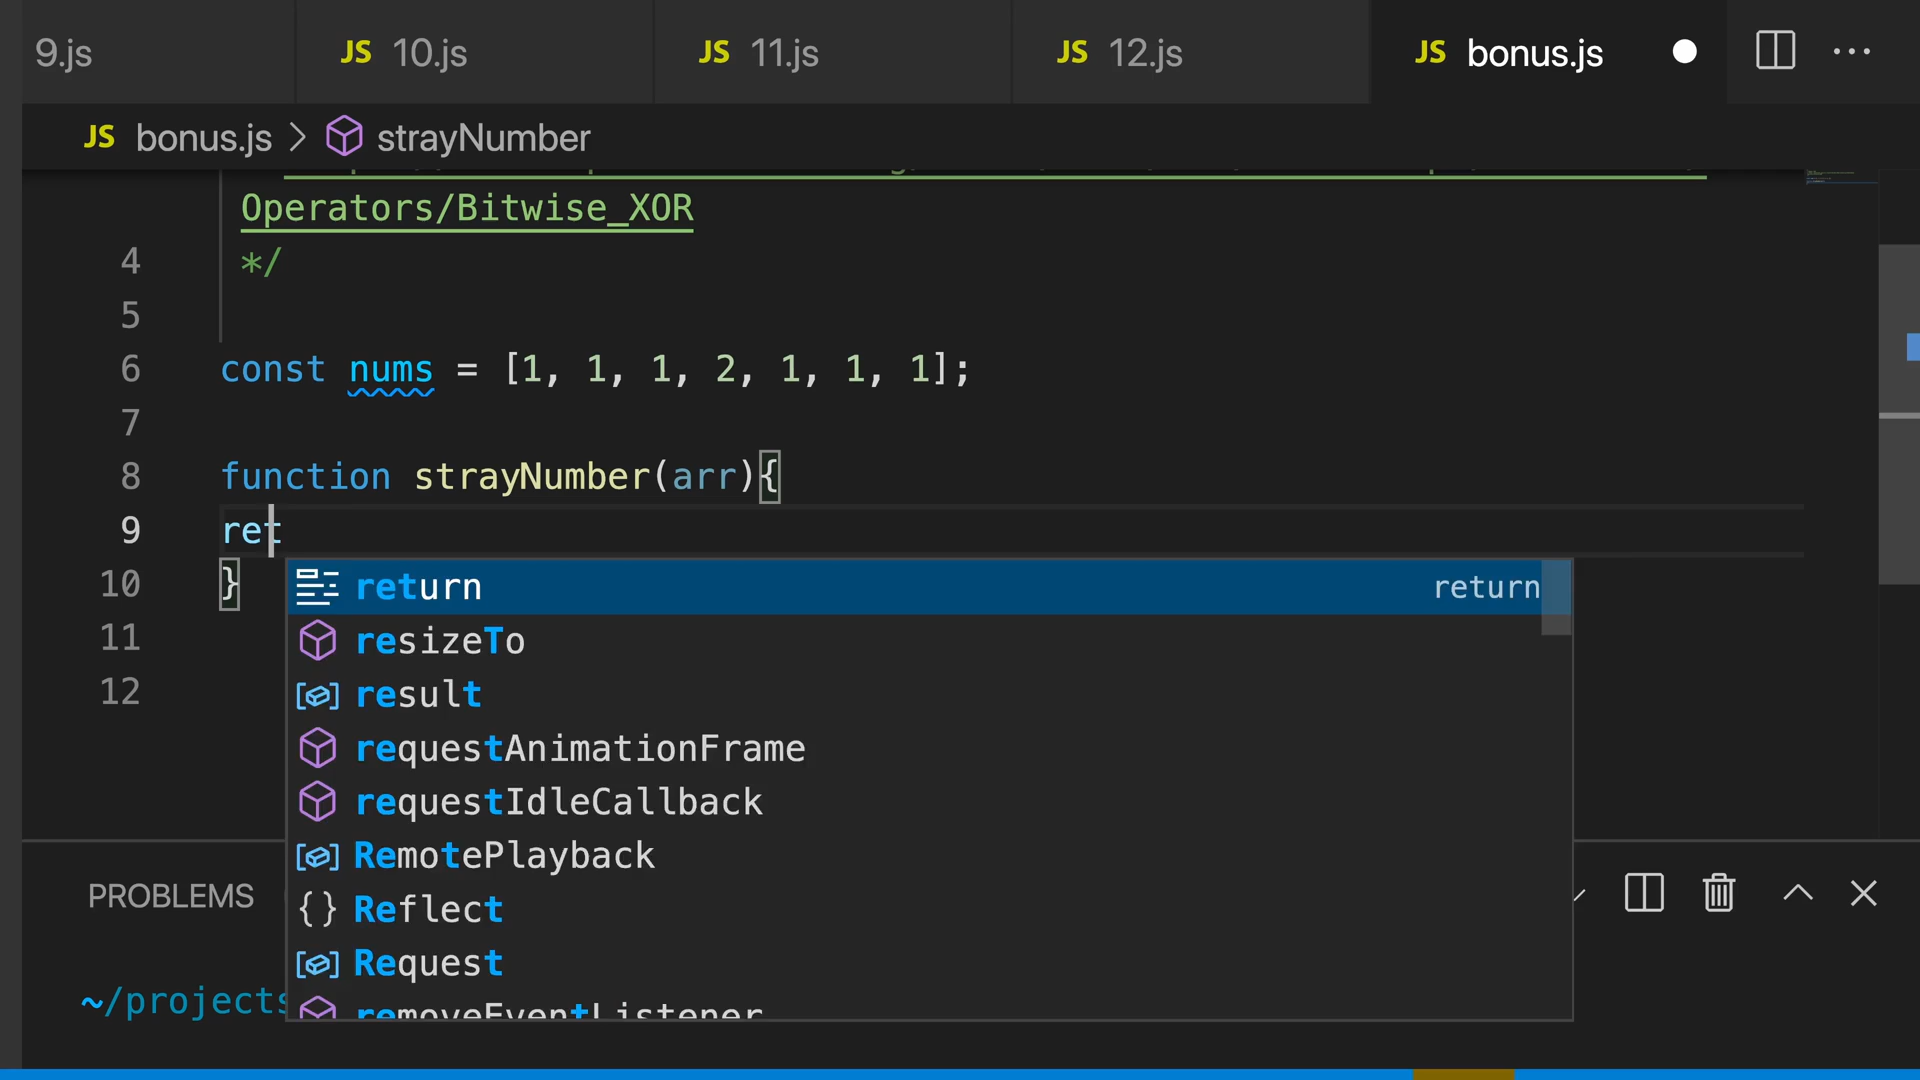 9.js JS 10.js JS 11.js JS 12.js JS bonus.js
JS bonus.js > strayNumber
Operators/Bitwise_XOR
4 */
5
6 const nums = [1, 1, 1, 2, 1, 1, 1];
7
8 function strayNumber(arr){
9 ret
10 }
11
12
return return
resizeTo
result
requestAnimationFrame
requestIdleCallback
RemotePlayback
{} Reflect
Request
removeEventListener
PROBLEMS
~/projects